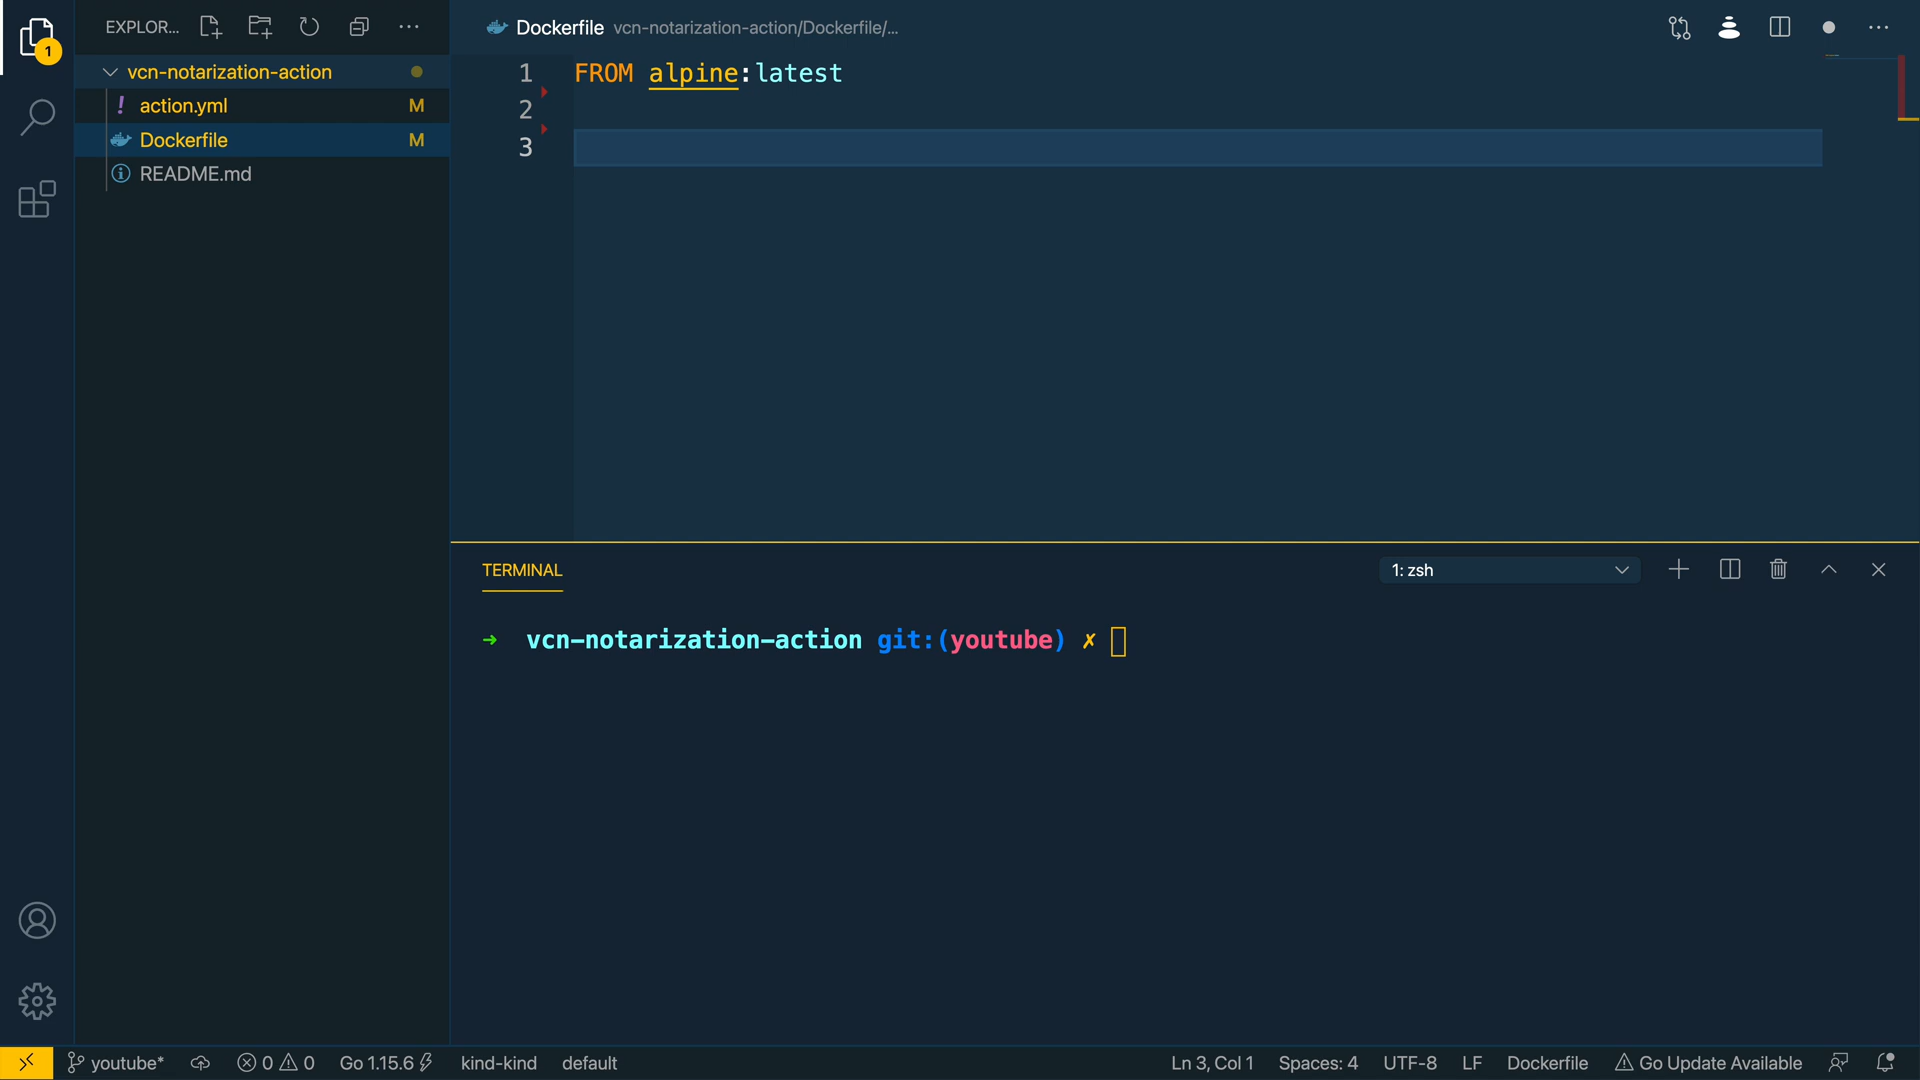 EXPLOR...
1
vcn-notarization-action
! action.yml M
Dockerfile M
README.md
Dockerfile vcn-notarization-action/Dockerfile/...
1 FROM alpine:latest
2
3
TERMINAL
1: zsh
→ vcn-notarization-action git:(youtube) ✗
youtube* 0 0 Go 1.15.6 kind-kind default Ln 3, Col 1 Spaces: 4 UTF-8 LF Dockerfile Go Update Available